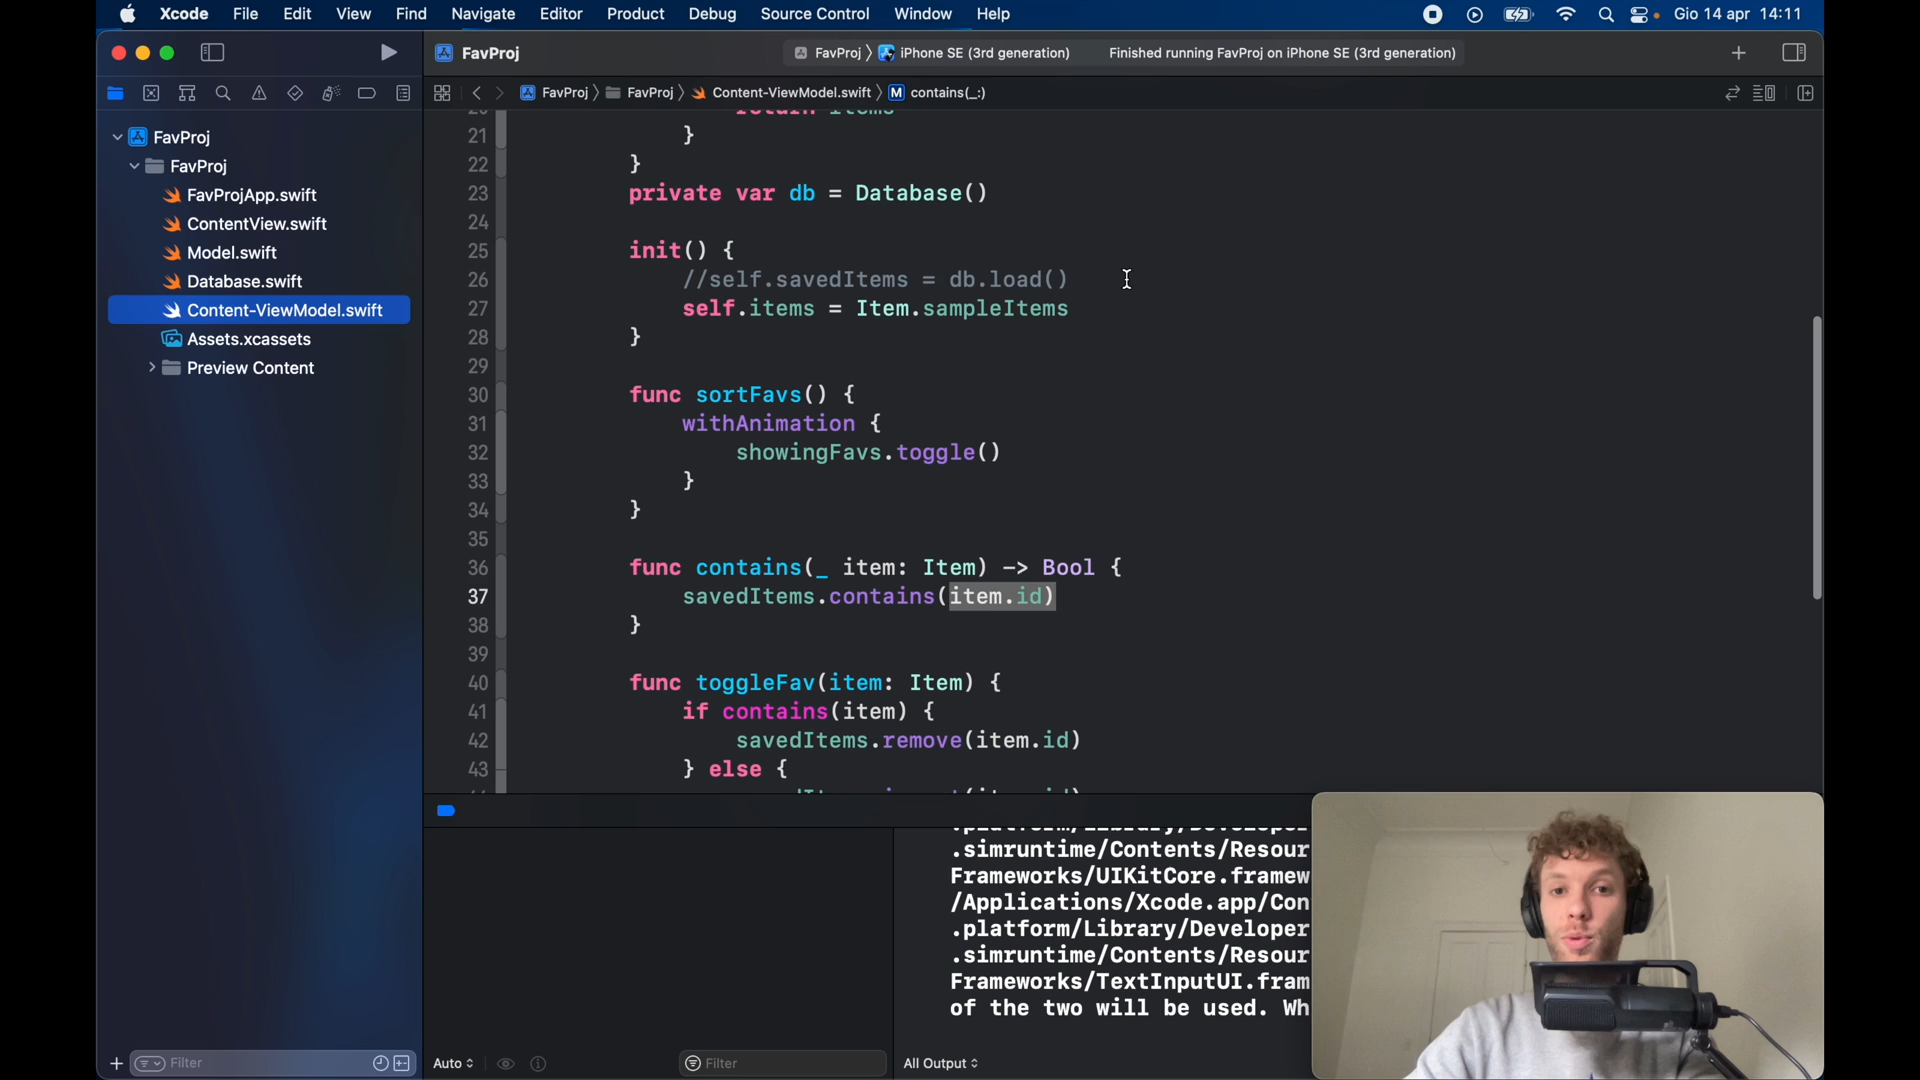 Xcode File Edit View Find Navigate Editor Product Debug Source Control Window Help Gio 14 apr 14:11
FavProj FavProj iPhone SE (3rd generation) Finished running FavProj on iPhone SE (3rd generation)
FavProj FavProj Content-ViewModel.swift M contains(_:)
FavProj
FavProj
FavProjApp.swift
ContentView.swift
Model.swift
Database.swift
Content-ViewModel.swift
Assets.xcassets
Preview Content
20 return items
21 }
22 }
23 private var db = Database()
24
25 init() {
26 //self.savedItems = db.load()
27 self.items = Item.sampleItems
28 }
29
30 func sortFavs() {
31 withAnimation {
32 showingFavs.toggle()
33 }
34 }
35
36 func contains(_ item: Item) -> Bool {
37 savedItems.contains(item.id)
38 }
39
40 func toggleFav(item: Item) {
41 if contains(item) {
42 savedItems.remove(item.id)
43 } else {
.simruntime/Contents/Resour
Frameworks/UIKitCore.framew
/Applications/Xcode.app/Con
.platform/Library/Developer
.simruntime/Contents/Resour
Frameworks/TextInputUI.fram
of the two will be used. Wh
Filter Auto Filter All Output